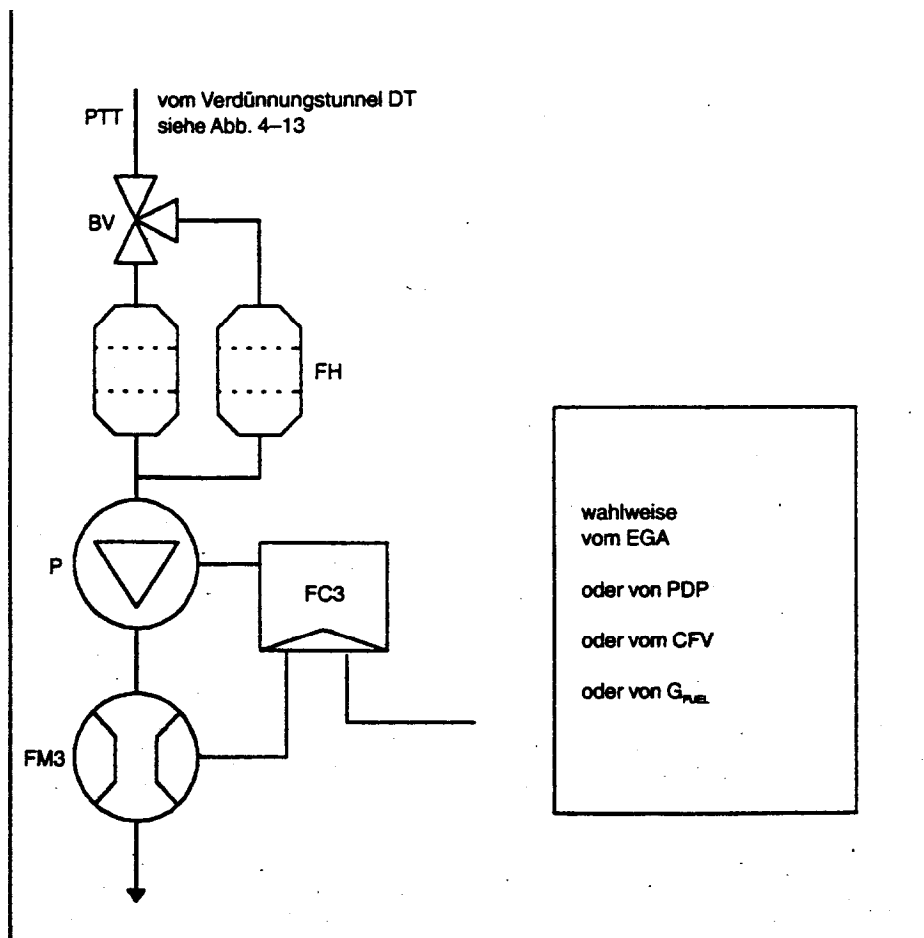 PTT
vom Verdünnungstunnel DT
siehe Abb. 4–13
BV
FH
P
FC3
FM3
wahlweise
vom EGA
oder von PDP
oder vom CFV
oder von G_FUEL